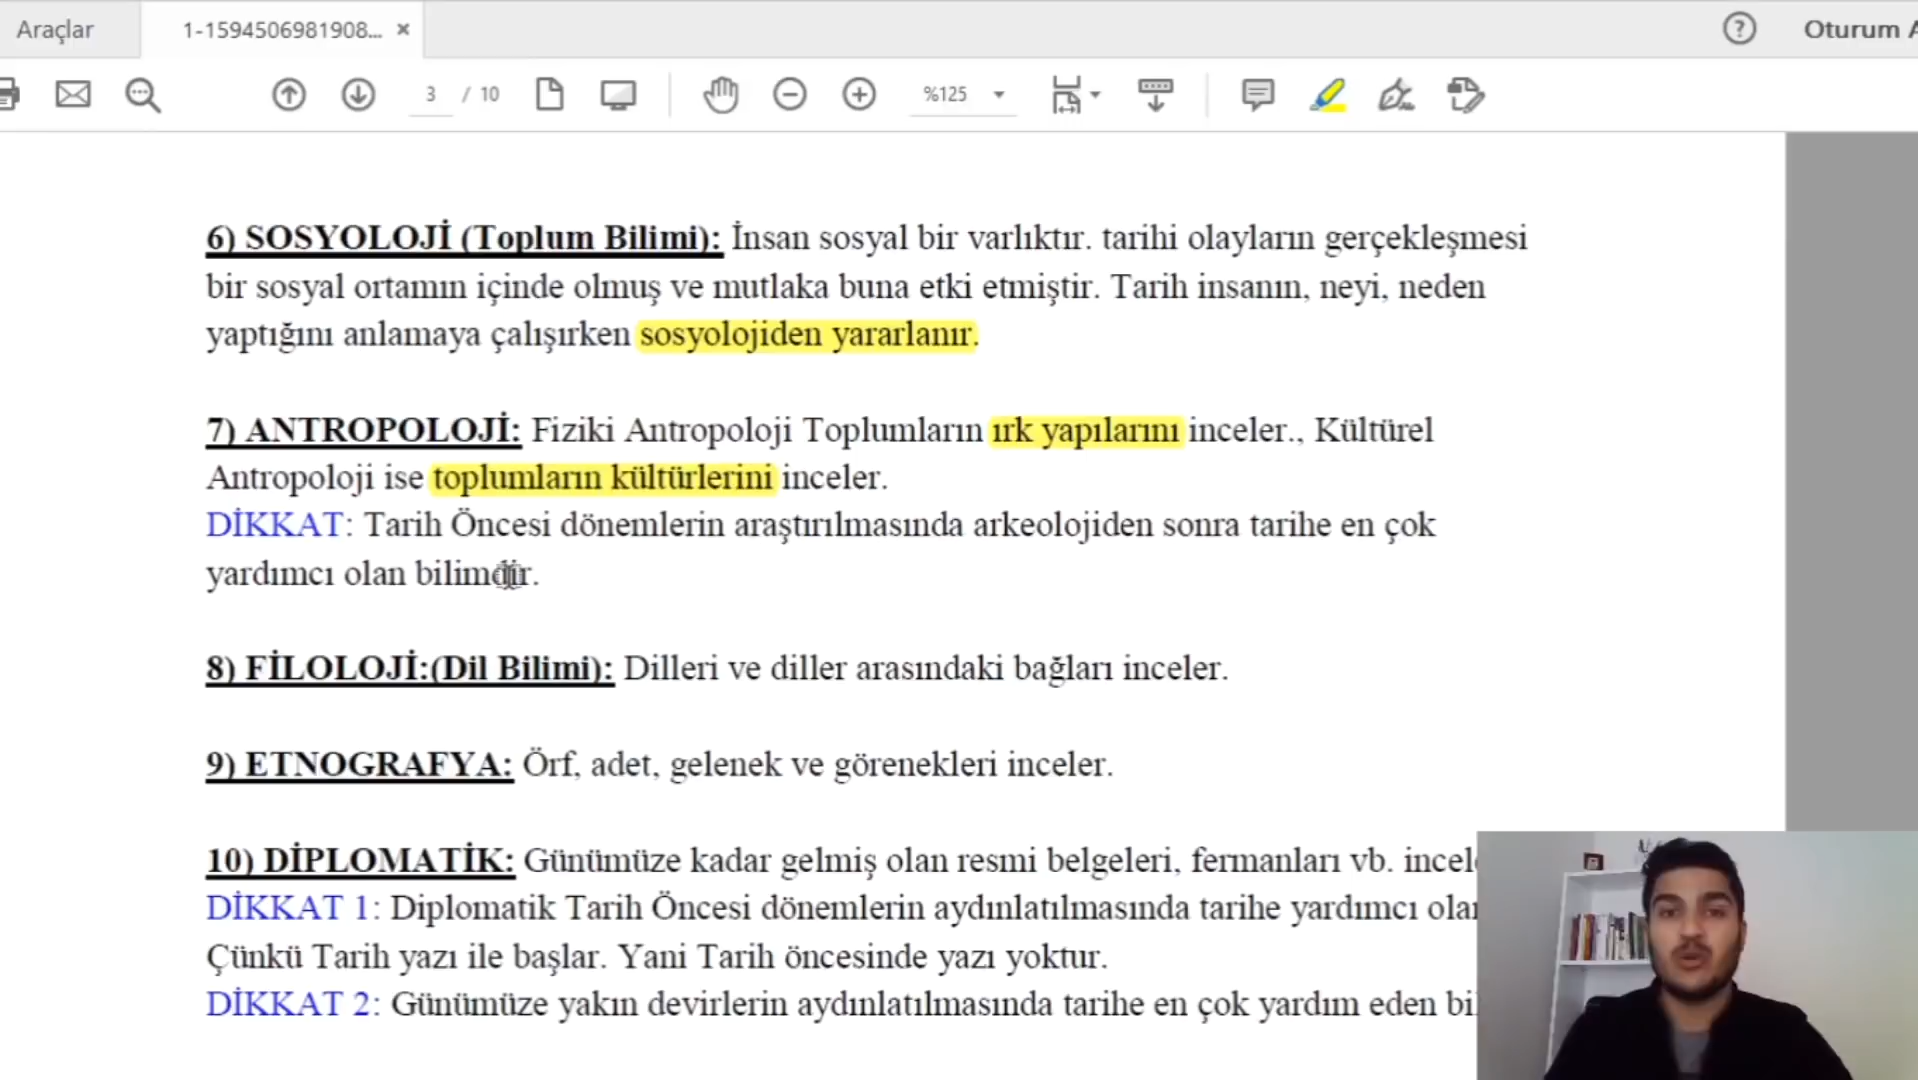 Araçlar
1-1594506981908... ×
? Oturum A
3 / 10
%125
6) SOSYOLOJİ (Toplum Bilimi): İnsan sosyal bir varlıktır. tarihi olayların gerçekleşmesi
bir sosyal ortamın içinde olmuş ve mutlaka buna etki etmiştir. Tarih insanın, neyi, neden
yaptığını anlamaya çalışırken sosyolojiden yararlanır.
7) ANTROPOLOJİ: Fiziki Antropoloji Toplumların ırk yapılarını inceler., Kültürel
Antropoloji ise toplumların kültürlerini inceler.
DİKKAT: Tarih Öncesi dönemlerin araştırılmasında arkeolojiden sonra tarihe en çok
yardımcı olan bilimdir.
8) FİLOLOJİ:(Dil Bilimi): Dilleri ve diller arasındaki bağları inceler.
9) ETNOGRAFYA: Örf, adet, gelenek ve görenekleri inceler.
10) DİPLOMATİK: Günümüze kadar gelmiş olan resmi belgeleri, fermanları vb. incele
DİKKAT 1: Diplomatik Tarih Öncesi dönemlerin aydınlatılmasında tarihe yardımcı olan
Çünkü Tarih yazı ile başlar. Yani Tarih öncesinde yazı yoktur.
DİKKAT 2: Günümüze yakın devirlerin aydınlatılmasında tarihe en çok yardım eden bil